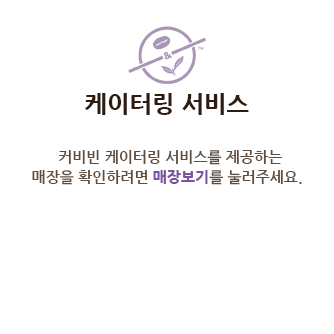 &
™
케이터링 서비스
커비빈 케이터링 서비스를 제공하는
매장을 확인하려면 매장보기를 눌러주세요.